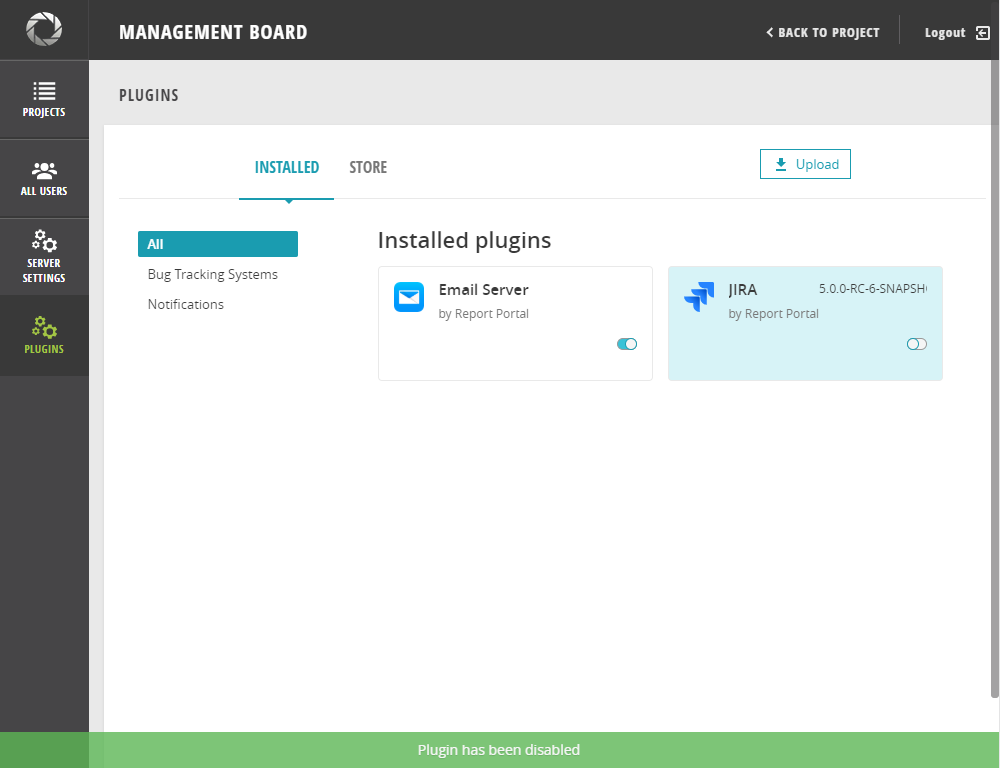 MANAGEMENT BOARD
BACK TO PROJECT
Logout
PROJECTS
ALL USERS
SERVER
SETTINGS
PLUGINS
PLUGINS
INSTALLED
STORE
Upload
All
Bug Tracking Systems
Notifications
Installed plugins
Email Server
by Report Portal
JIRA
5.0.0-RC-6-SNAPSH
by Report Portal
Plugin has been disabled